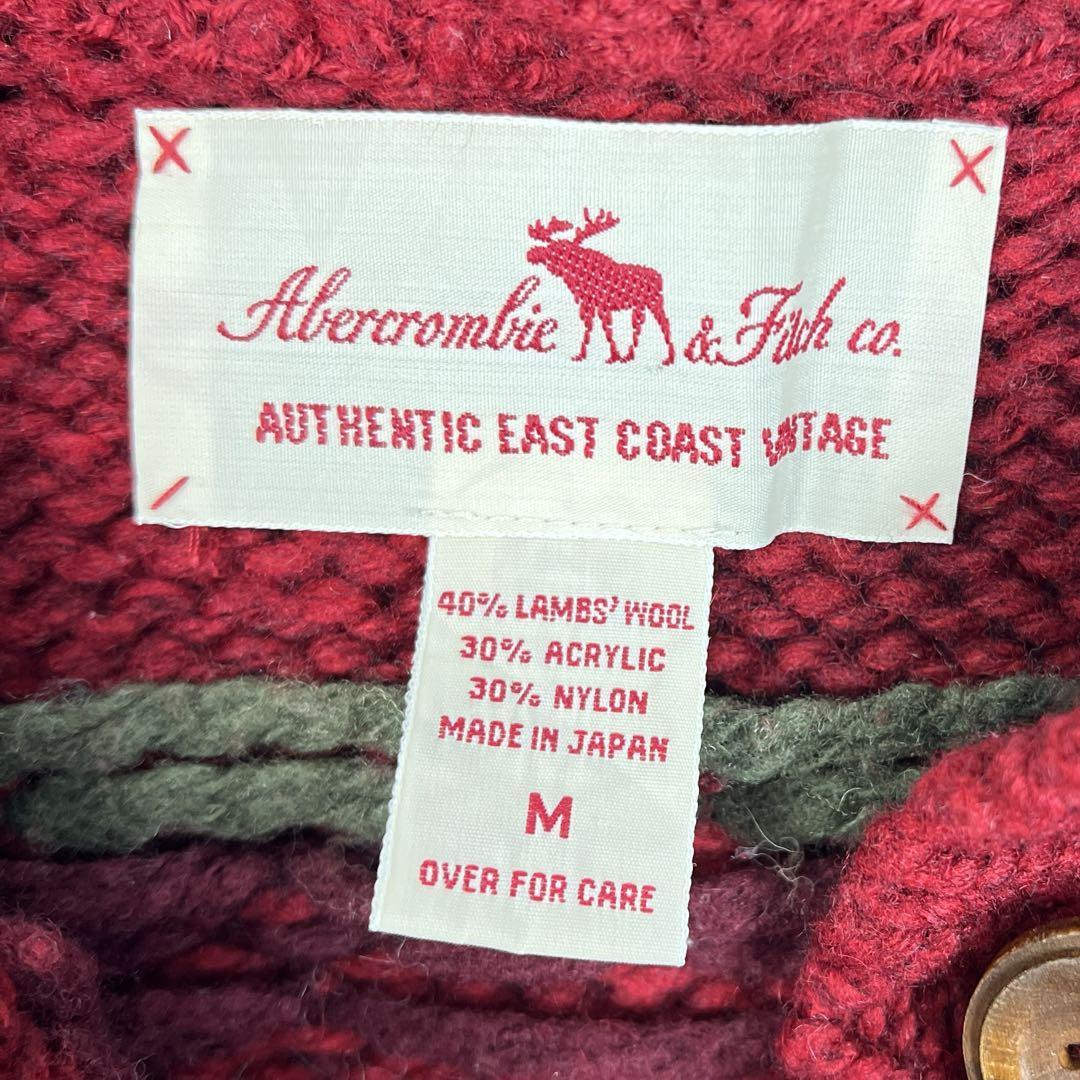 Abercrombie & Fitch co.
AUTHENTIC EAST COAST VINTAGE
40% LAMBS' WOOL
30% ACRYLIC
30% NYLON
MADE IN JAPAN
M
OVER FOR CARE